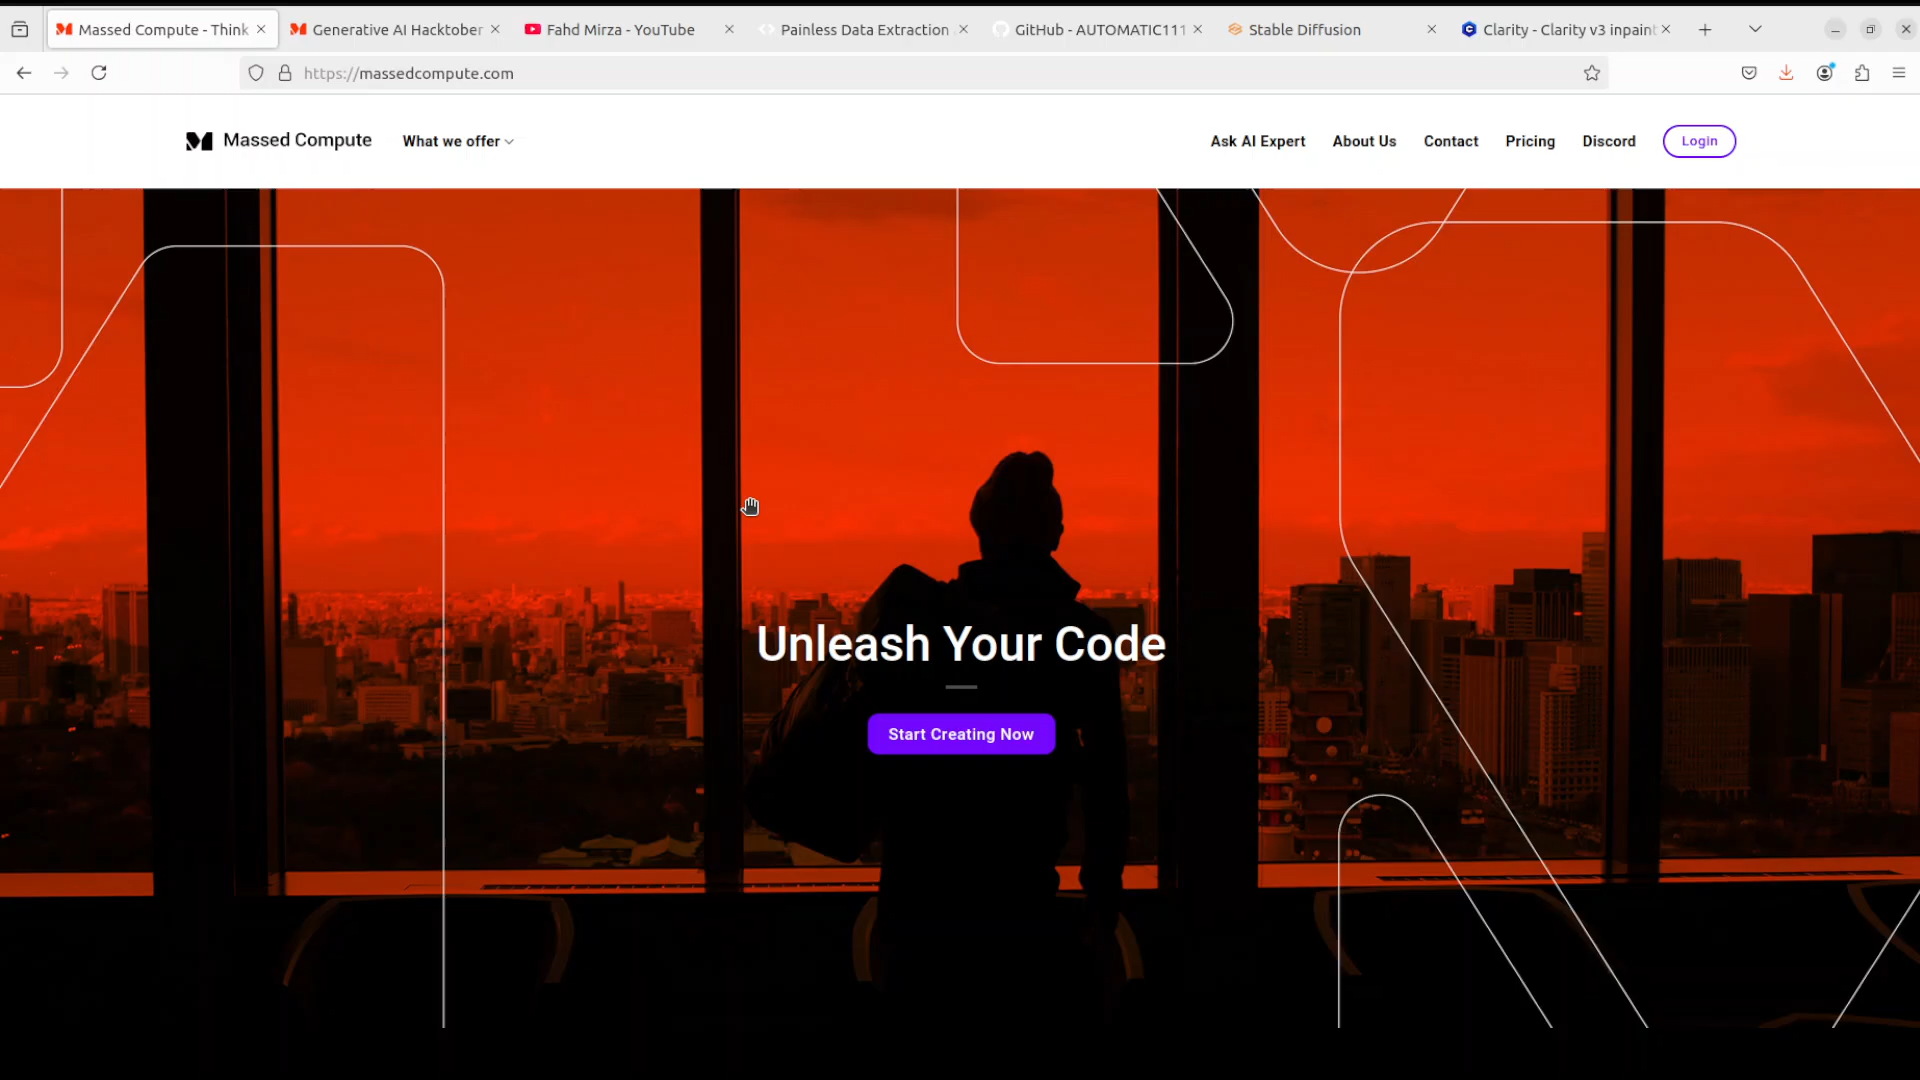 Massed Compute - Think
Generative AI Hacktober
Fahd Mirza - YouTube
Painless Data Extraction
GitHub - AUTOMATIC111
Stable Diffusion
Clarity - Clarity v3 inpaint
https://massedcompute.com
Massed Compute
What we offer
Ask AI Expert
About Us
Contact
Pricing
Discord
Login
Unleash Your Code
Start Creating Now